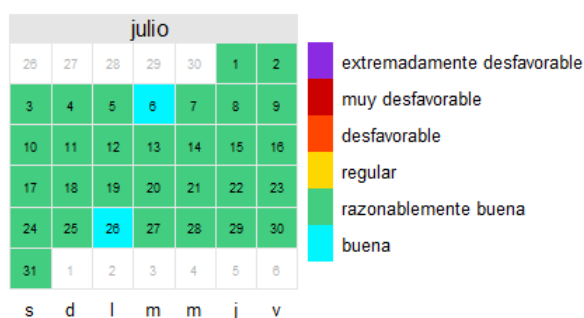 julio
26 27 28 29 30 1 2
3 4 5 6 7 8 9
10 11 12 13 14 15 16
17 18 19 20 21 22 23
24 25 26 27 28 29 30
31 1 2 3 4 5 6
s d l m m j v
extremadamente desfavorable
muy desfavorable
desfavorable
regular
razonablemente buena
buena